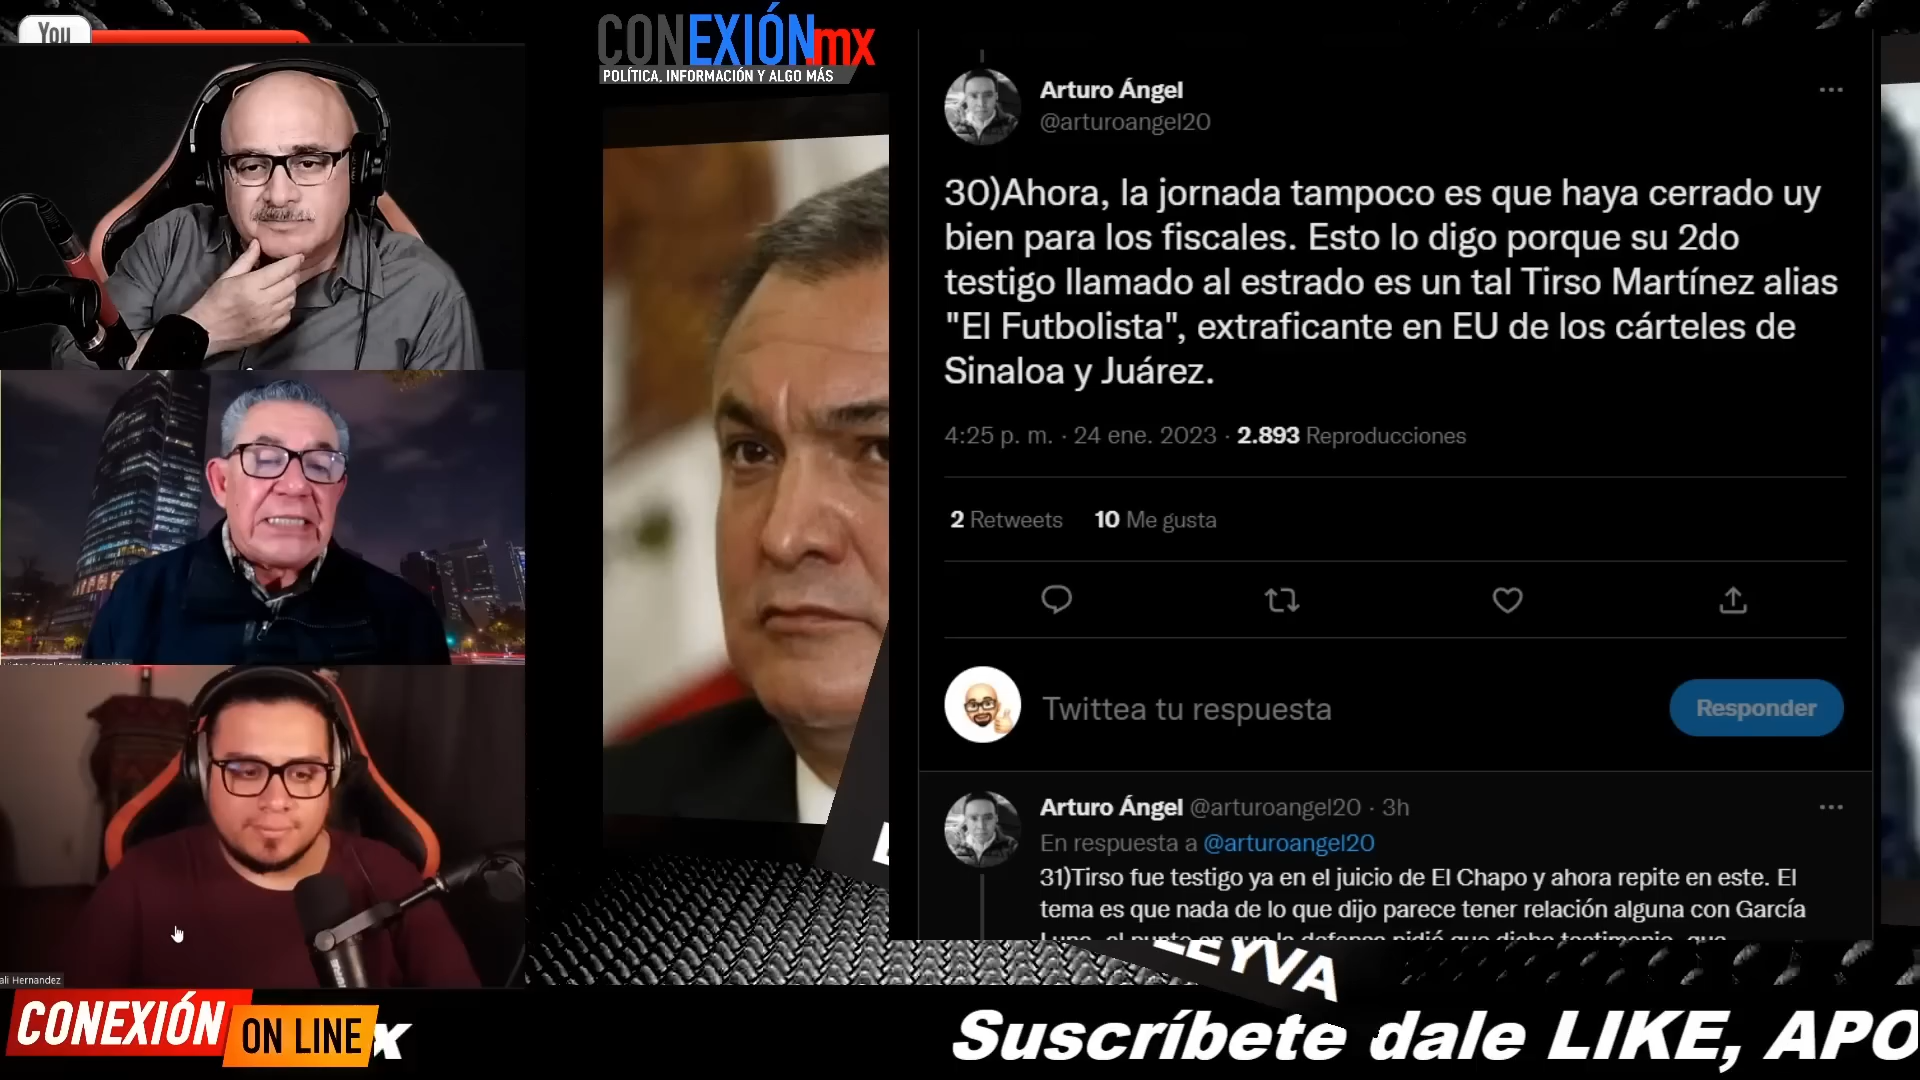 You
CONEXIÓN.mx
POLÍTICA, INFORMACIÓN Y ALGO MÁS
Arturo Ángel
@arturoangel20
30)Ahora, la jornada tampoco es que haya cerrado uy
bien para los fiscales. Esto lo digo porque su 2do
testigo llamado al estrado es un tal Tirso Martínez alias
"El Futbolista", extraficante en EU de los cárteles de
Sinaloa y Juárez.
4:25 p. m. · 24 ene. 2023 · 2.893 Reproducciones
2 Retweets 10 Me gusta
Twittea tu respuesta
Responder
Arturo Ángel @arturoangel20 · 3h
En respuesta a @arturoangel20
31)Tirso fue testigo ya en el juicio de El Chapo y ahora repite en este. El
tema es que nada de lo que dijo parece tener relación alguna con García
ali Hernandez
LEYVA
CONEXIÓN
ON LINE
x
Suscríbete dale LIKE, APO